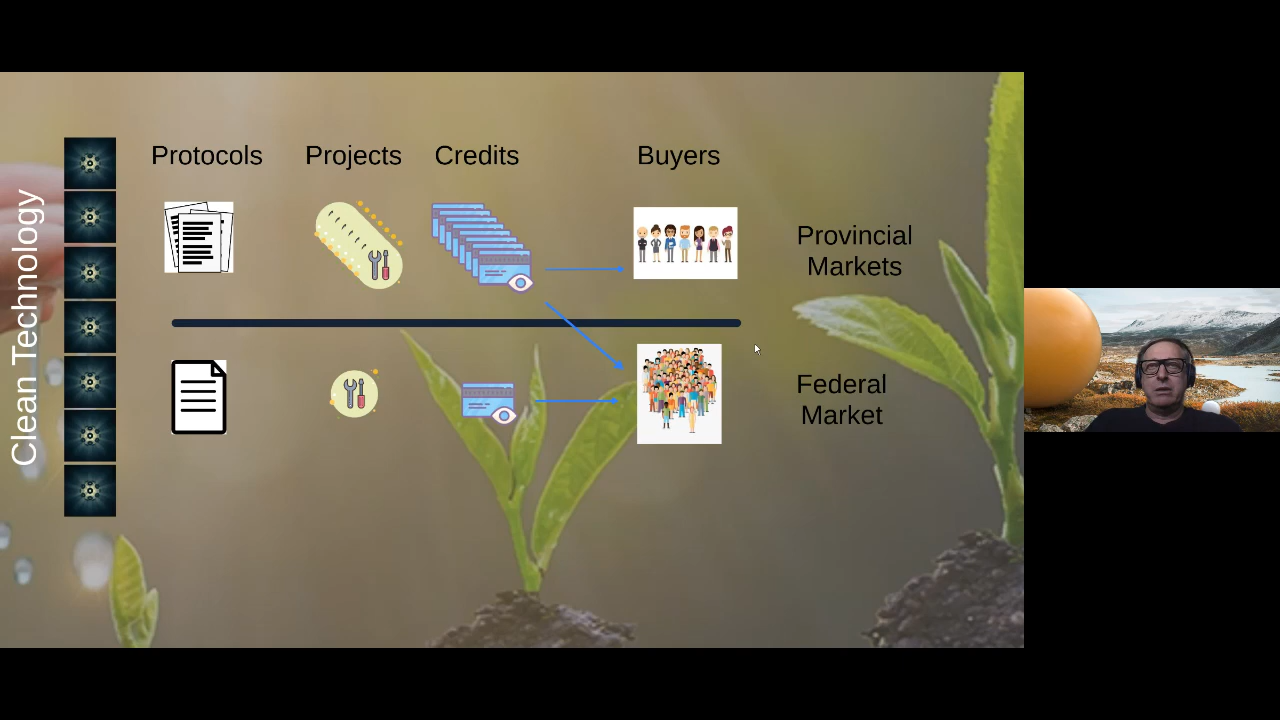 Clean Technology
Protocols
Projects
Credits
Buyers
Provincial
Markets
Federal
Market